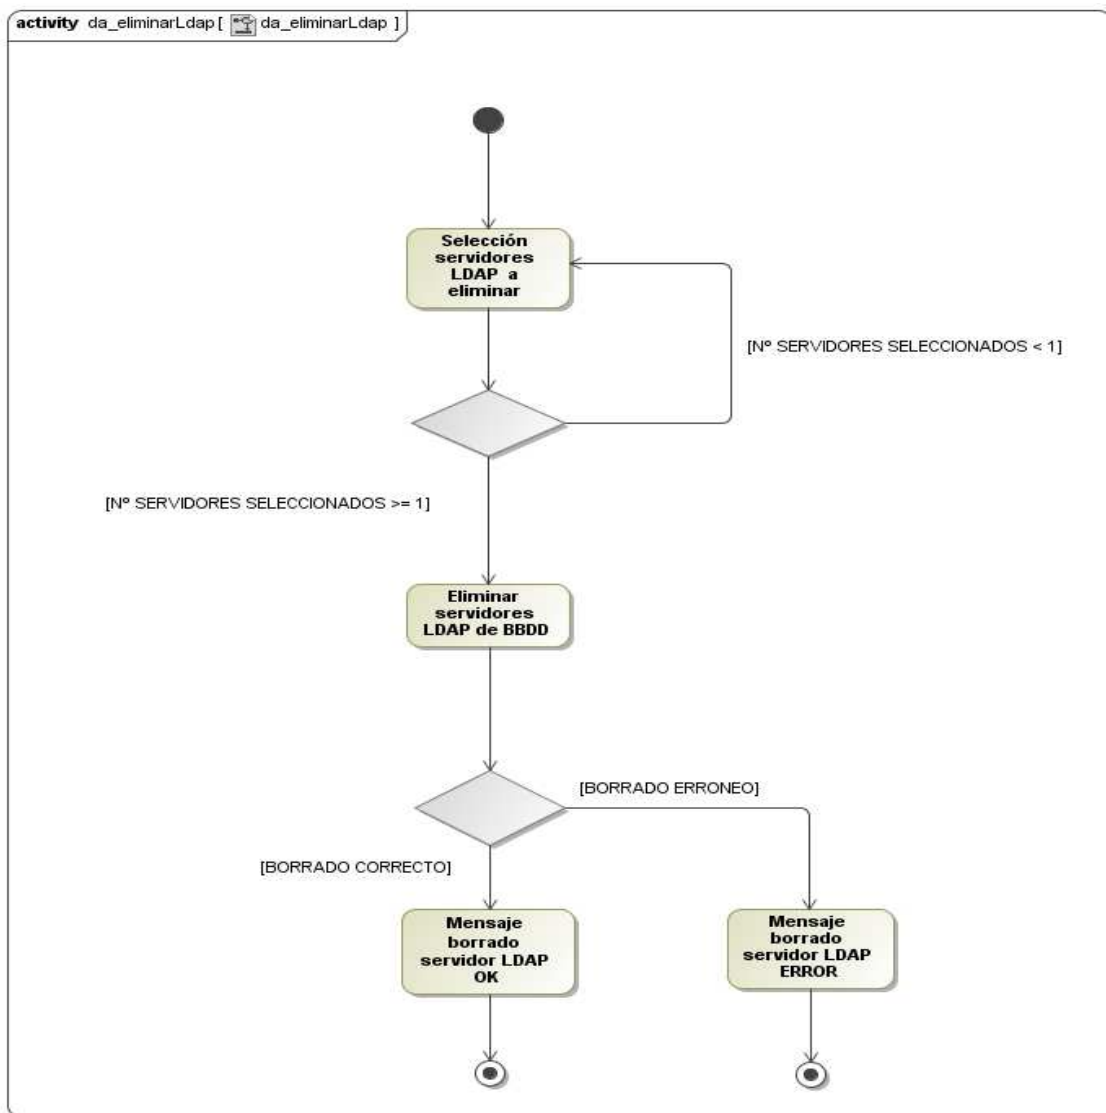 activity da_eliminarLdap [ da_eliminarLdap ]
Selección
servidores
LDAP a
eliminar
[Nº SERVIDORES SELECCIONADOS < 1]
[Nº SERVIDORES SELECCIONADOS >= 1]
Eliminar
servidores
LDAP de BBDD
[BORRADO ERRONEO]
[BORRADO CORRECTO]
Mensaje
borrado
servidor LDAP
OK
Mensaje
borrado
servidor LDAP
ERROR